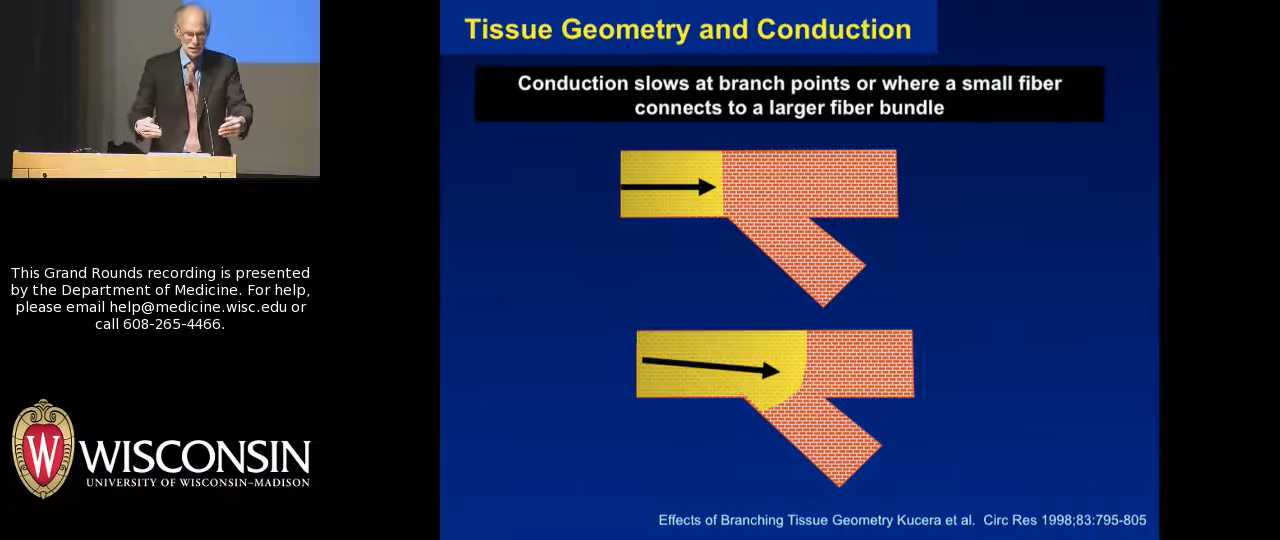 Tissue Geometry and Conduction
Conduction slows at branch points or where a small fiber
connects to a larger fiber bundle
This Grand Rounds recording is presented
by the Department of Medicine. For help,
please email help@medicine.wisc.edu or
call 608-265-4466.
W
WISCONSIN
UNIVERSITY OF WISCONSIN–MADISON
Effects of Branching Tissue Geometry Kucera et al.  Circ Res 1998;83:795-805